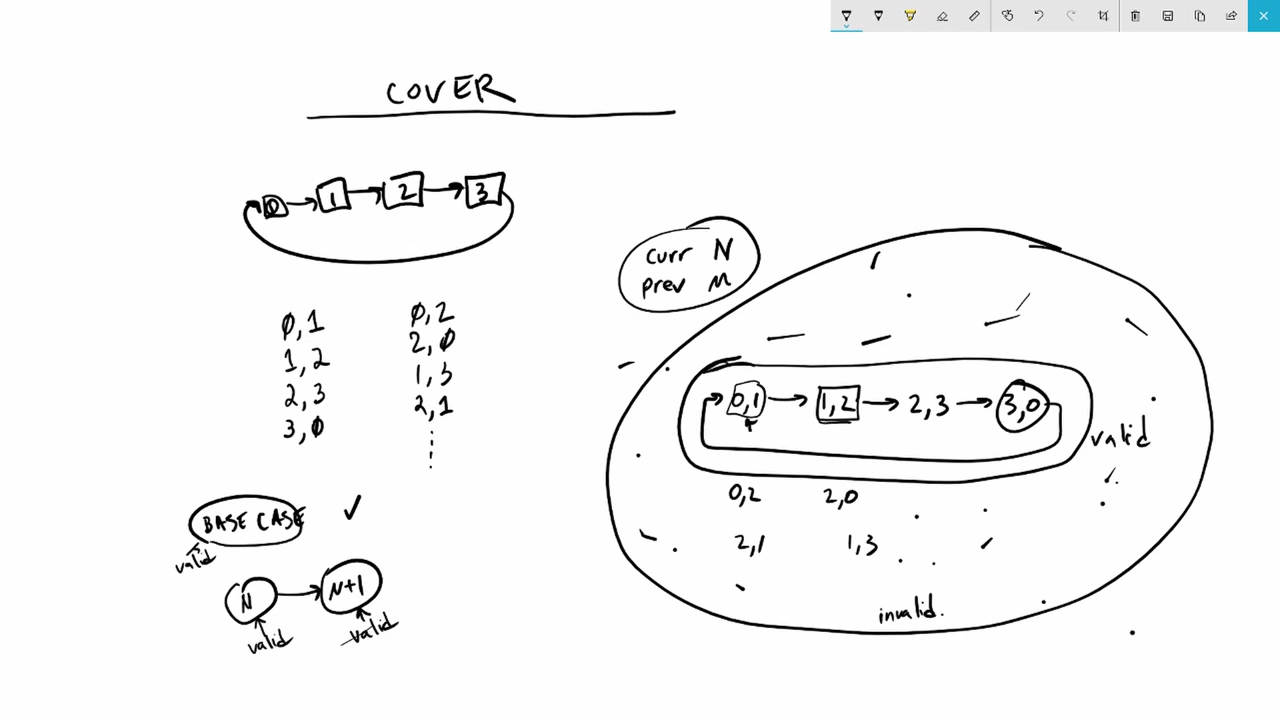 COVER
0 1 2 3
curr N
prev M
0,1 0,2
1,2 2,0
2,3 1,3
3,0 2,1
0,1 1,2 2,3 3,0
valid
0,2 2,0
2,1 1,3
invalid.
BASE CASE ✓
valid
N N+1
valid valid